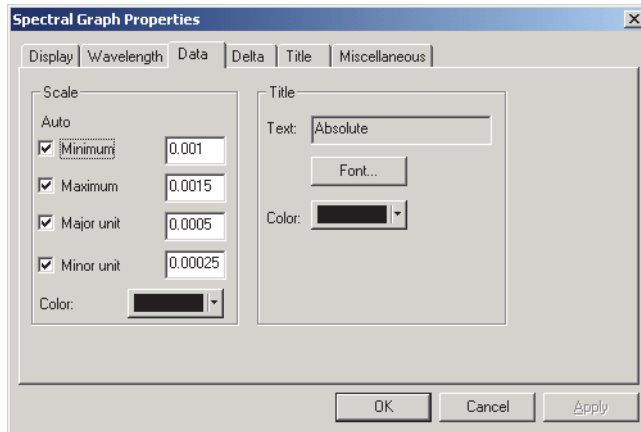 Spectral Graph Properties
Display Wavelength Data Delta Title Miscellaneous
Scale
Auto
Minimum 0.001
Maximum 0.0015
Major unit 0.0005
Minor unit 0.00025
Color:
Title
Text: Absolute
Font...
Color:
OK Cancel Apply